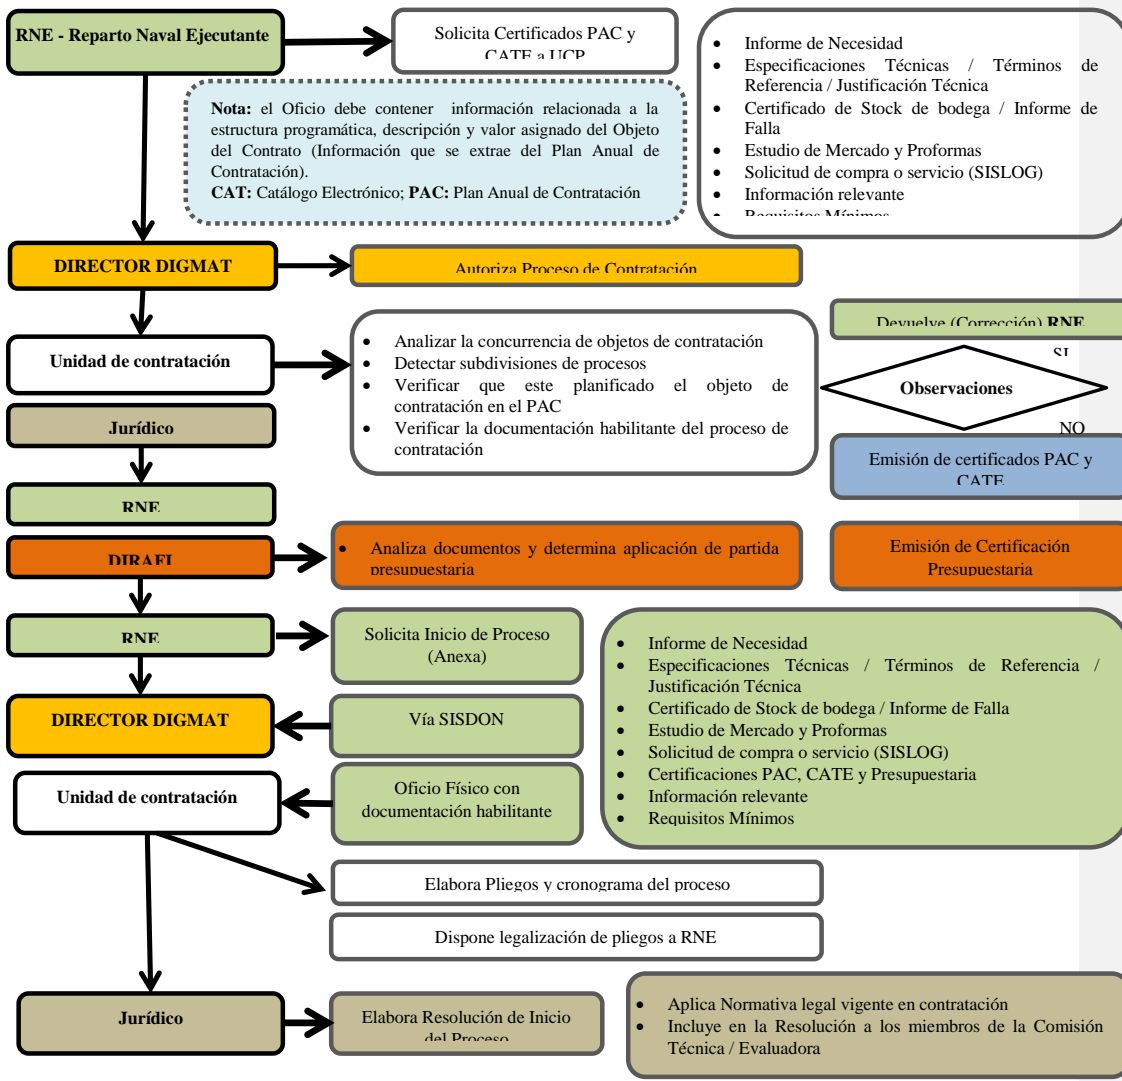 RNE - Reparto Naval Ejecutante
Solicita Certificados PAC y
CATE a UCP
• Informe de Necesidad
• Especificaciones Técnicas / Términos de
Referencia / Justificación Técnica
• Certificado de Stock de bodega / Informe de
Falla
• Estudio de Mercado y Proformas
• Solicitud de compra o servicio (SISLOG)
• Información relevante
• Requisitos Mínimos
Nota: el Oficio debe contener información relacionada a la
estructura programática, descripción y valor asignado del Objeto
del Contrato (Información que se extrae del Plan Anual de
Contratación).
CAT: Catálogo Electrónico; PAC: Plan Anual de Contratación
DIRECTOR DIGMAT
Autoriza Proceso de Contratación
Unidad de contratación
• Analizar la concurrencia de objetos de contratación
• Detectar subdivisiones de procesos
• Verificar que este planificado el objeto de
contratación en el PAC
• Verificar la documentación habilitante del proceso de
contratación
Devuelve (Corrección) RNE
SI
Observaciones
NO
Emisión de certificados PAC y
CATE
Jurídico
RNE
DIRAFI
• Analiza documentos y determina aplicación de partida
presupuestaria
Emisión de Certificación
Presupuestaria
RNE
Solicita Inicio de Proceso
(Anexa)
• Informe de Necesidad
• Especificaciones Técnicas / Términos de Referencia /
Justificación Técnica
• Certificado de Stock de bodega / Informe de Falla
• Estudio de Mercado y Proformas
• Solicitud de compra o servicio (SISLOG)
• Certificaciones PAC, CATE y Presupuestaria
• Información relevante
• Requisitos Mínimos
DIRECTOR DIGMAT
Vía SISDON
Unidad de contratación
Oficio Físico con
documentación habilitante
Elabora Pliegos y cronograma del proceso
Dispone legalización de pliegos a RNE
Jurídico
Elabora Resolución de Inicio
del Proceso
• Aplica Normativa legal vigente en contratación
• Incluye en la Resolución a los miembros de la Comisión
Técnica / Evaluadora